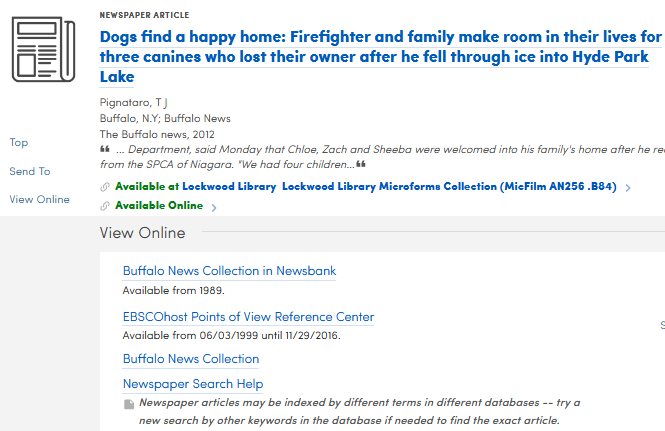 NEWSPAPER ARTICLE
Dogs find a happy home: Firefighter and family make room in their lives for
three canines who lost their owner after he fell through ice into Hyde Park
Lake
Pignataro, T J
Buffalo, N.Y; Buffalo News
The Buffalo news, 2012
❝ ... Department, said Monday that Chloe, Zach and Sheeba were welcomed into his family's home after he
from the SPCA of Niagara. "We had four children...❝
Available at Lockwood Library Lockwood Library Microforms Collection (MicFilm AN256 .B84)
Available Online
Top
Send To
View Online
View Online
Buffalo News Collection in Newsbank
Available from 1989.
EBSCOhost Points of View Reference Center
Available from 06/03/1999 until 11/29/2016.
Buffalo News Collection
Newspaper Search Help
Newspaper articles may be indexed by different terms in different databases -- try a
new search by other keywords in the database if needed to find the exact article.